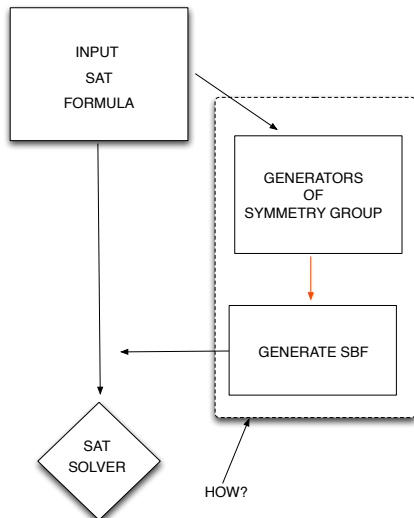 INPUT
SAT
FORMULA
GENERATORS
OF
SYMMETRY GROUP
GENERATE SBF
SAT
SOLVER
HOW?